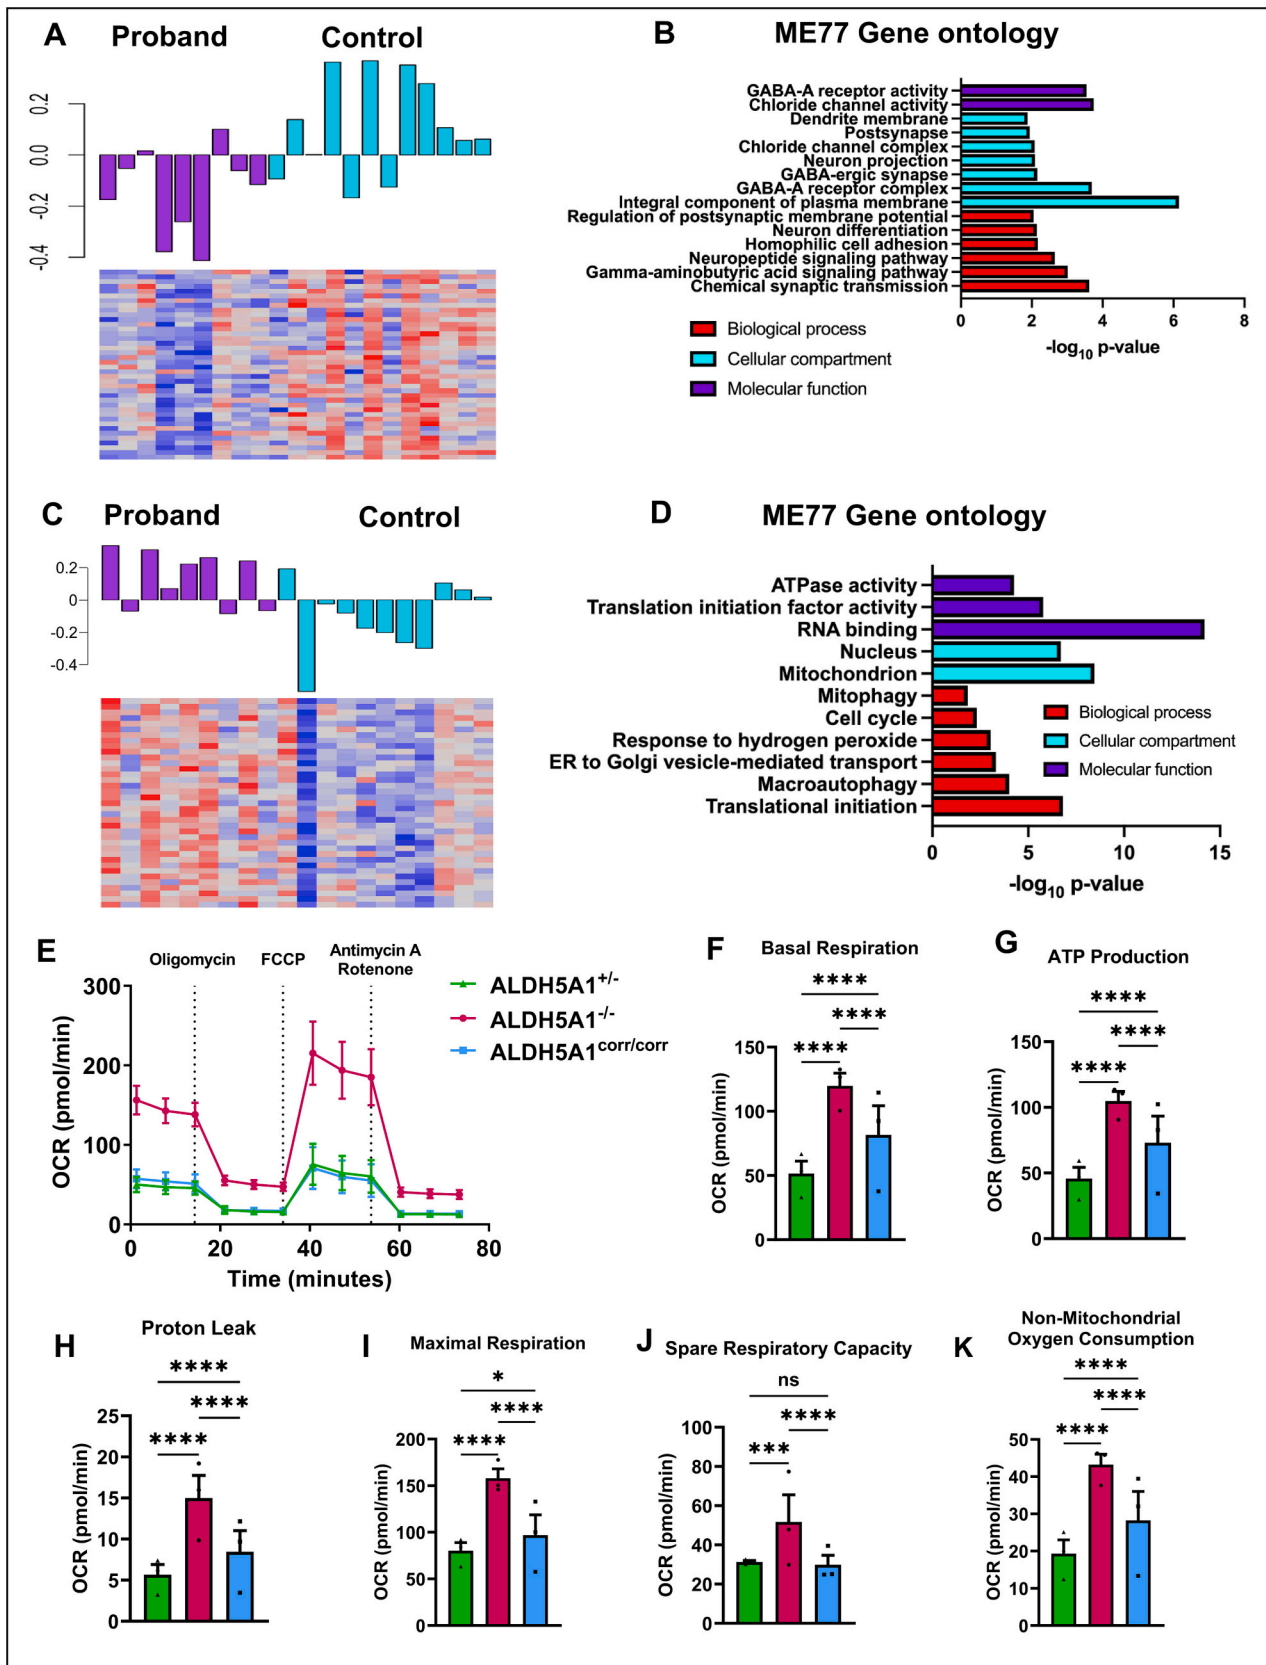 A
Proband
Control
0.2
0.0
-0.2
-0.4
B
ME77 Gene ontology
GABA-A receptor activity
Chloride channel activity
Dendrite membrane
Postsynapse
Chloride channel complex
Neuron projection
GABA-ergic synapse
GABA-A receptor complex
Integral component of plasma membrane
Regulation of postsynaptic membrane potential
Neuron differentiation
Homophilic cell adhesion
Neuropeptide signaling pathway
Gamma-aminobutyric acid signaling pathway
Chemical synaptic transmission
0 2 4 6 8
-log10 p-value
Biological process
Cellular compartment
Molecular function
C
Proband
Control
0.2
0
-0.2
-0.4
D
ME77 Gene ontology
ATPase activity
Translation initiation factor activity
RNA binding
Nucleus
Mitochondrion
Mitophagy
Cell cycle
Response to hydrogen peroxide
ER to Golgi vesicle-mediated transport
Macroautophagy
Translational initiation
Biological process
Cellular compartment
Molecular function
0 5 10 15
-log10 p-value
E
Oligomycin
FCCP
Antimycin A
Rotenone
300
200
100
0
OCR (pmol/min)
0 20 40 60 80
Time (minutes)
ALDH5A1+/-
ALDH5A1-/-
ALDH5A1corr/corr
F
Basal Respiration
****
****
****
150
100
50
0
OCR (pmol/min)
G
ATP Production
****
****
****
150
100
50
0
OCR (pmol/min)
H
Proton Leak
****
****
****
25
20
15
10
5
0
OCR (pmol/min)
I
Maximal Respiration
*
****
****
200
150
100
50
0
OCR (pmol/min)
J
Spare Respiratory Capacity
ns
****
***
100
80
60
40
20
0
OCR (pmol/min)
K
Non-Mitochondrial
Oxygen Consumption
****
****
****
50
40
30
20
10
0
OCR (pmol/min)